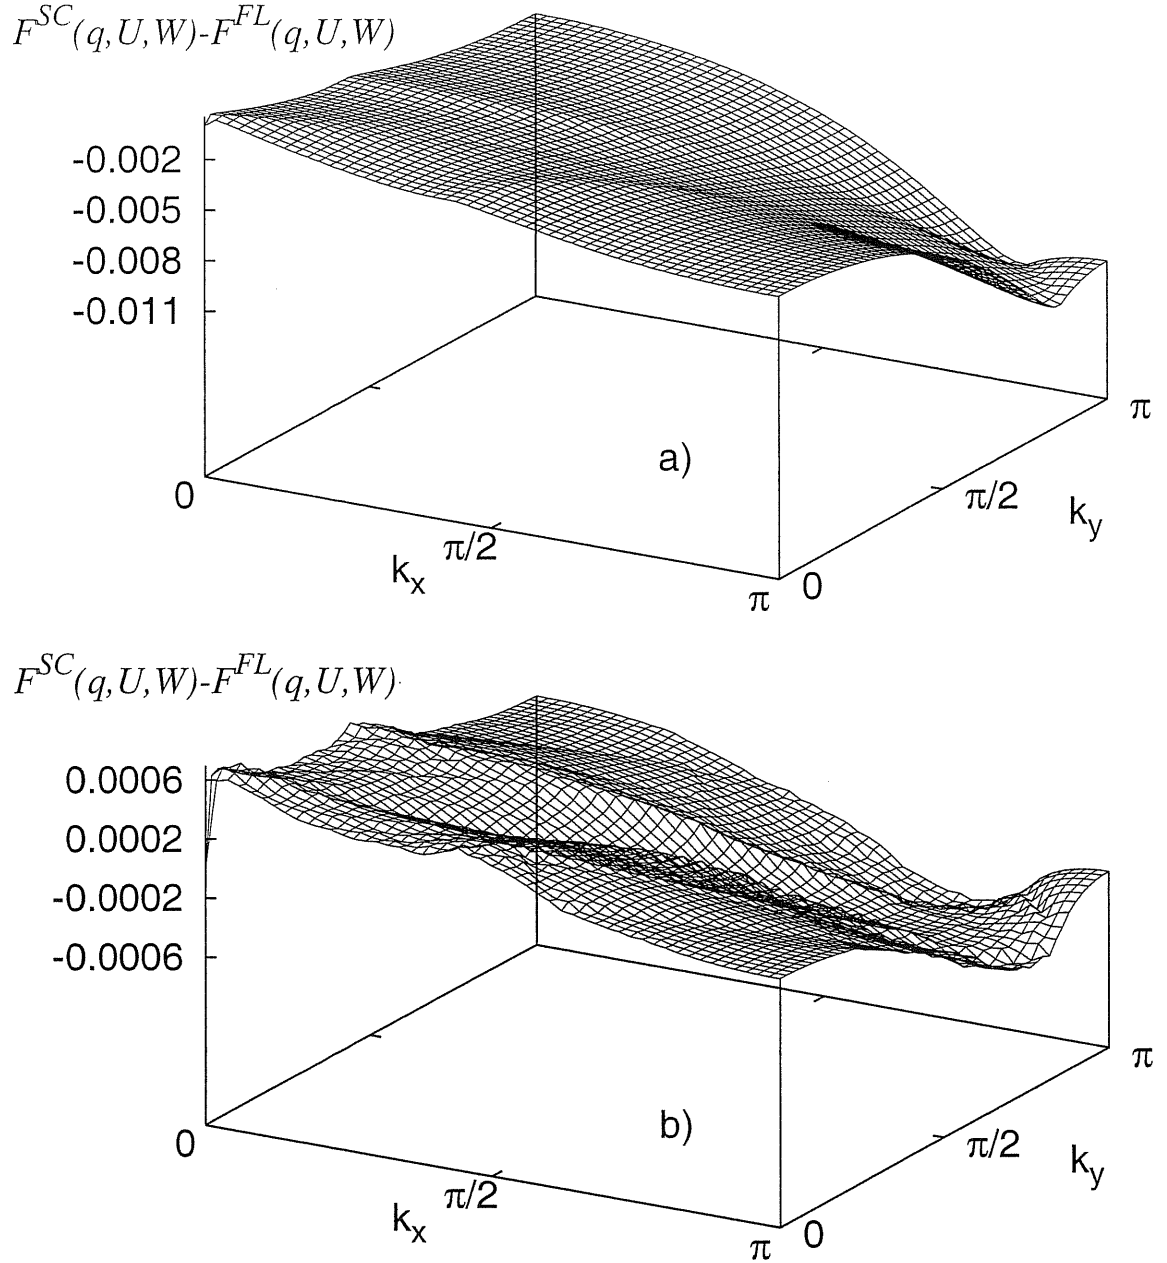 F^SC(q,U,W)-F^FL(q,U,W)
-0.002
-0.005
-0.008
-0.011
π
a)
0
π/2
k_y
π/2
k_x
π 0
F^SC(q,U,W)-F^FL(q,U,W)
0.0006
0.0002
-0.0002
-0.0006
π
b)
0
π/2
k_y
π/2
k_x
π 0